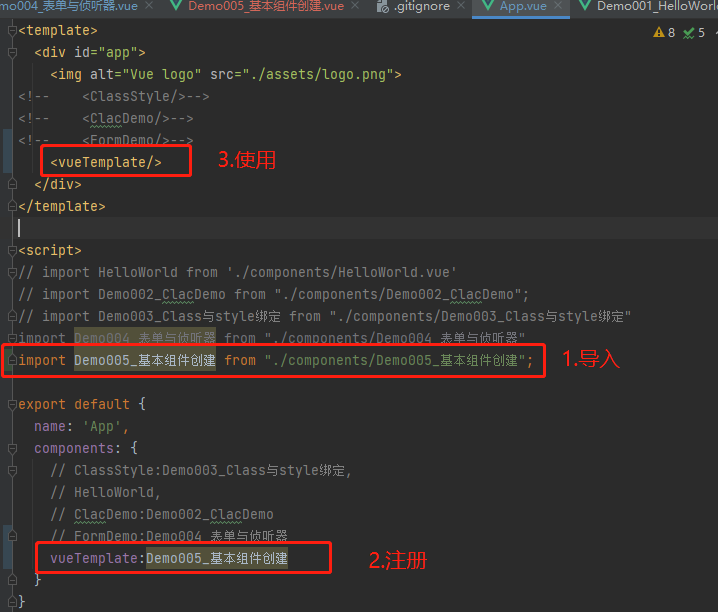 mo004_表单与侦听器.vue Demo005_基本组件创建.vue .gitignore App.vue Demo001_HelloWorld
<template>
8 5
<div id="app">
<img alt="Vue logo" src="./assets/logo.png">
<!-- <ClassStyle/>-->
<!-- <ClacDemo/>-->
<!-- <FormDemo/>-->
<vueTemplate/> 3.使用
</div>
</template>
<script>
// import HelloWorld from './components/HelloWorld.vue'
// import Demo002_ClacDemo from "./components/Demo002_ClacDemo";
// import Demo003_Class与style绑定 from "./components/Demo003_Class与style绑定"
import Demo004_表单与侦听器 from "./components/Demo004_表单与侦听器"
import Demo005_基本组件创建 from "./components/Demo005_基本组件创建"; 1.导入
export default {
name: 'App',
components: {
// ClassStyle:Demo003_Class与style绑定,
// HelloWorld,
// ClacDemo:Demo002_ClacDemo
// FormDemo:Demo004_表单与侦听器
vueTemplate:Demo005_基本组件创建 2.注册
}
}